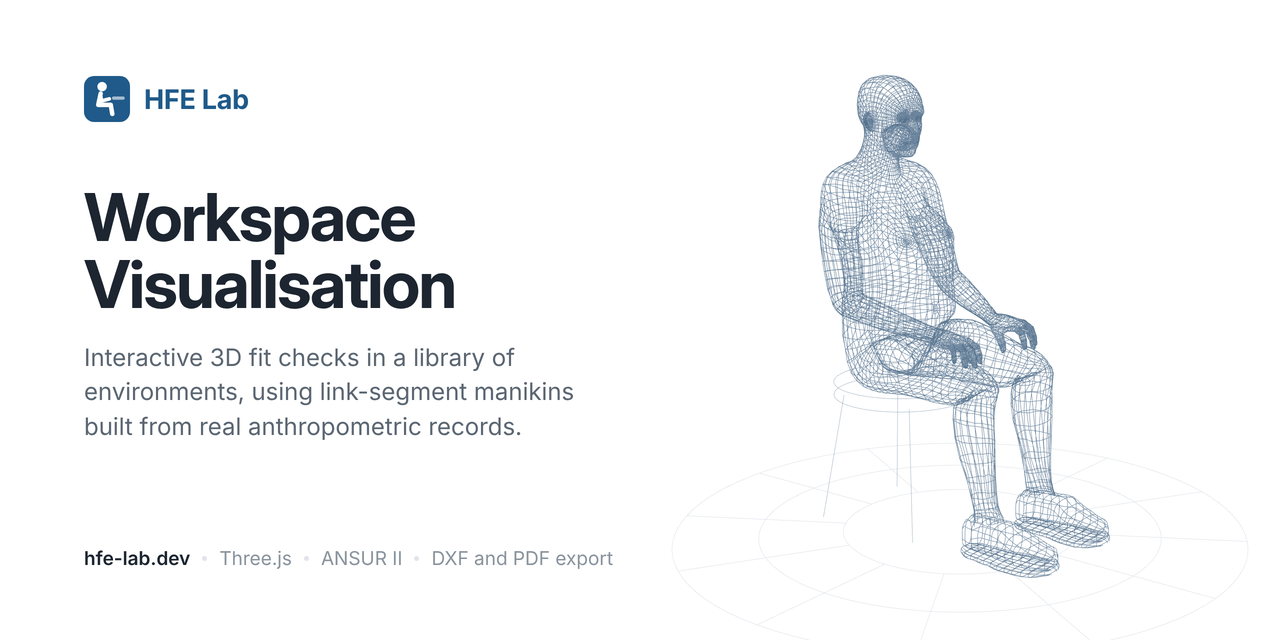 HFE Lab
Workspace
Visualisation
Interactive 3D fit checks in a library of
environments, using link-segment manikins
built from real anthropometric records.
hfe-lab.dev • Three.js • ANSUR II • DXF and PDF export